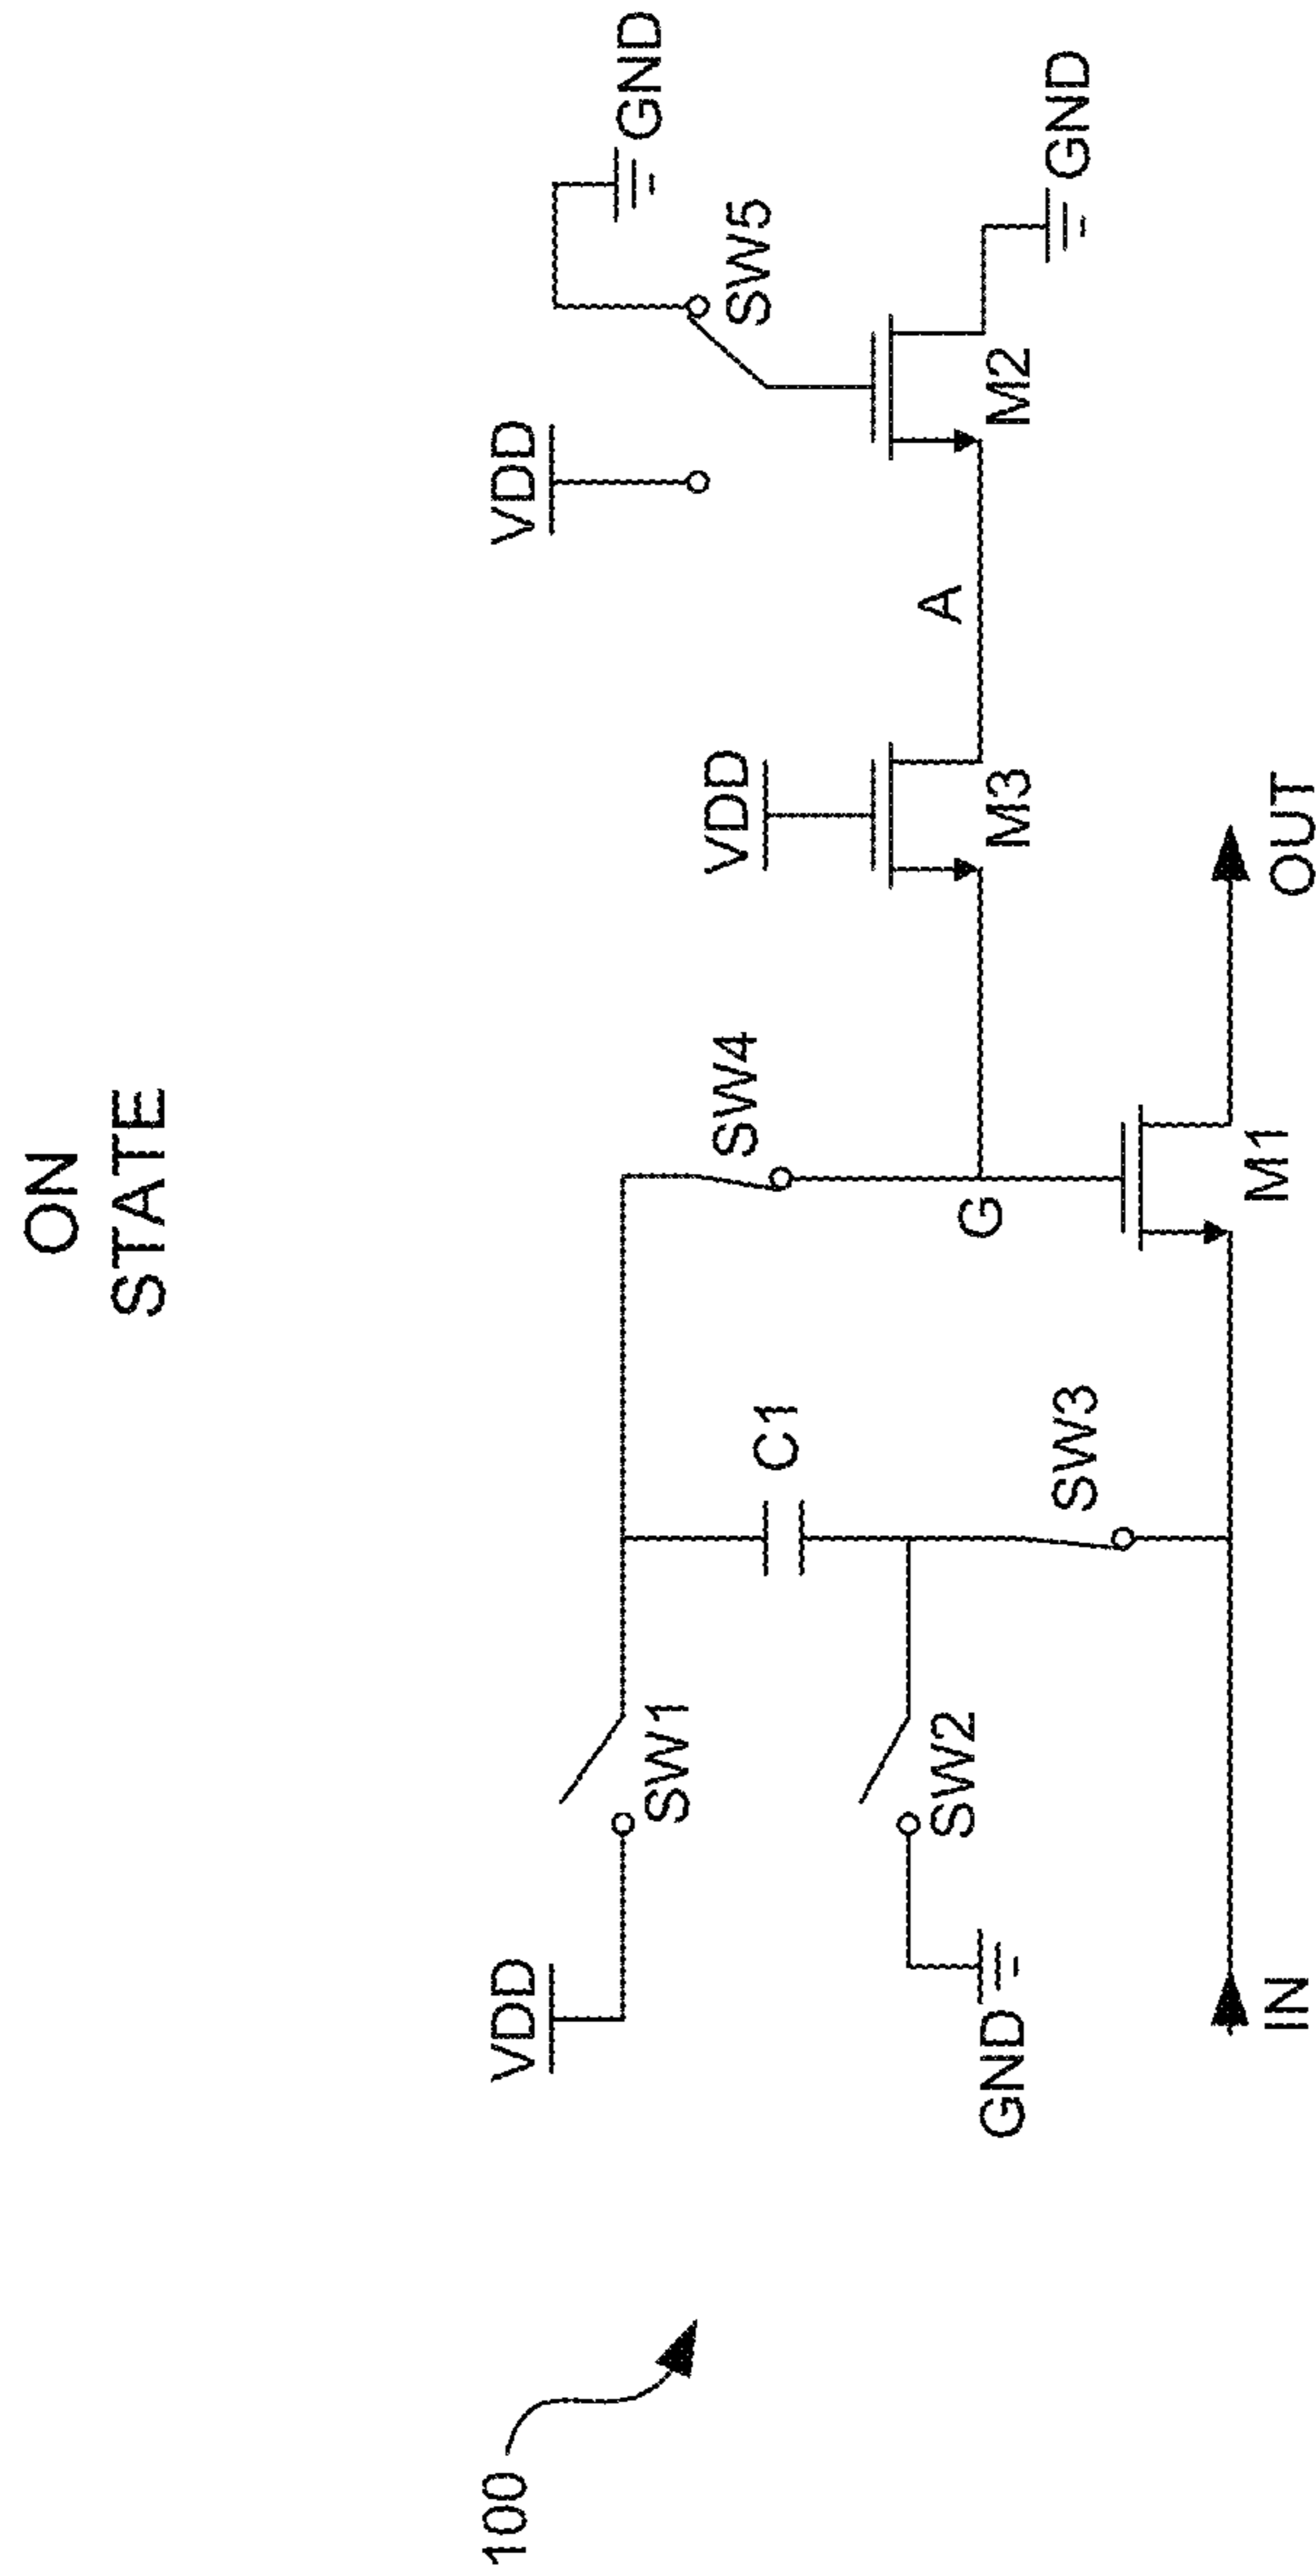 ON
STATE
100
VDD
VDD
GND
SW1
SW4
VDD
SW5
C1
GND
SW2
G
A
M3
M2
GND
SW3
IN
M1
OUT